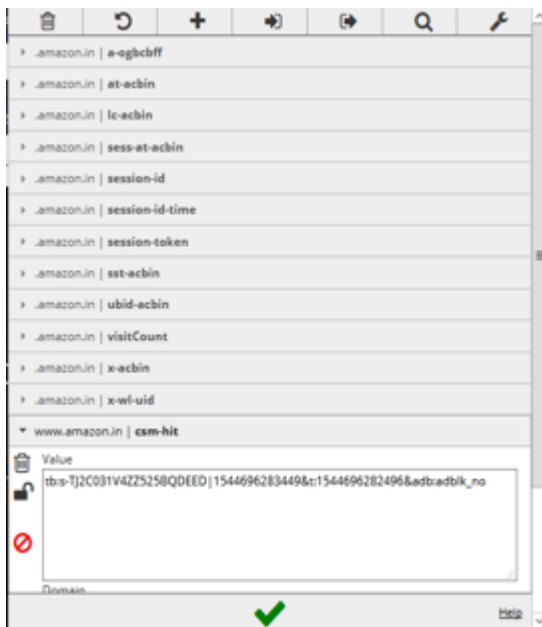 .amazon.in | a-ogbcbff
.amazon.in | at-acbin
.amazon.in | lc-acbin
.amazon.in | sess-at-acbin
.amazon.in | session-id
.amazon.in | session-id-time
.amazon.in | session-token
.amazon.in | sst-acbin
.amazon.in | ubid-acbin
.amazon.in | visitCount
.amazon.in | x-acbin
.amazon.in | x-wl-uid
www.amazon.in | csm-hit
Value
tb:s-TJ2C031V4ZZ525BQDEED|1544696283449&t:1544696282496&adb:adblk_no
Domain
Help